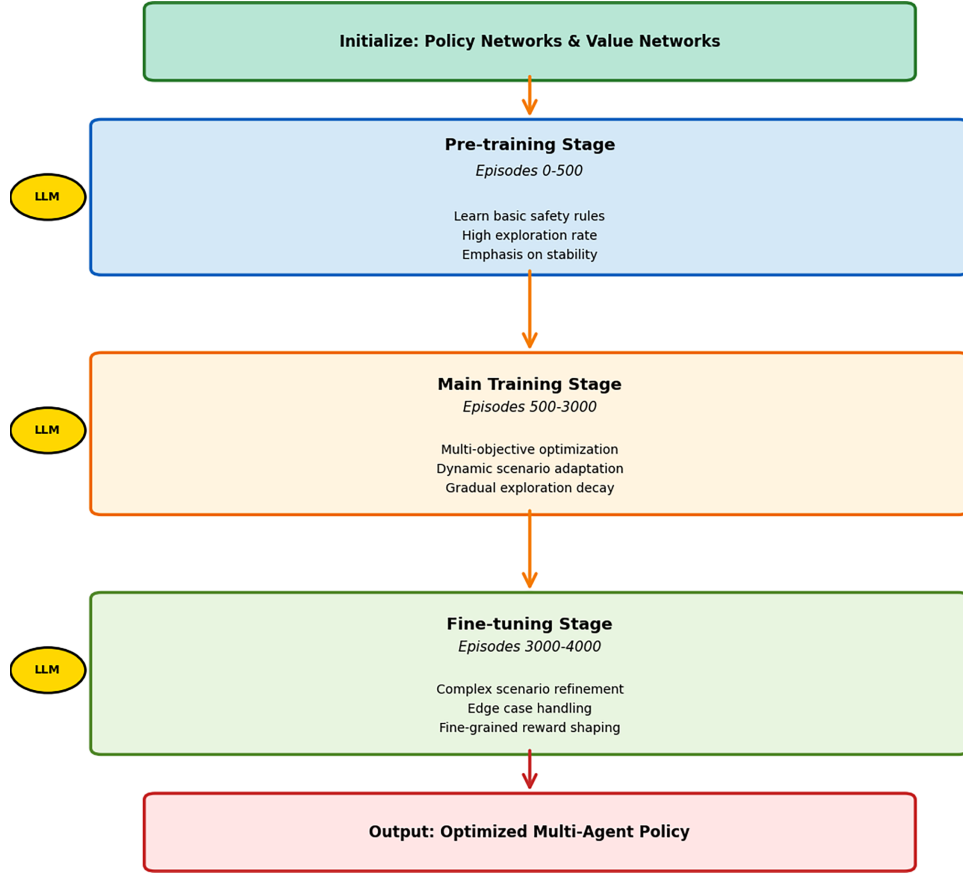 Initialize: Policy Networks & Value Networks
Pre-training Stage
Episodes 0-500
LLM
Learn basic safety rules
High exploration rate
Emphasis on stability
Main Training Stage
Episodes 500-3000
LLM
Multi-objective optimization
Dynamic scenario adaptation
Gradual exploration decay
Fine-tuning Stage
Episodes 3000-4000
LLM
Complex scenario refinement
Edge case handling
Fine-grained reward shaping
Output: Optimized Multi-Agent Policy